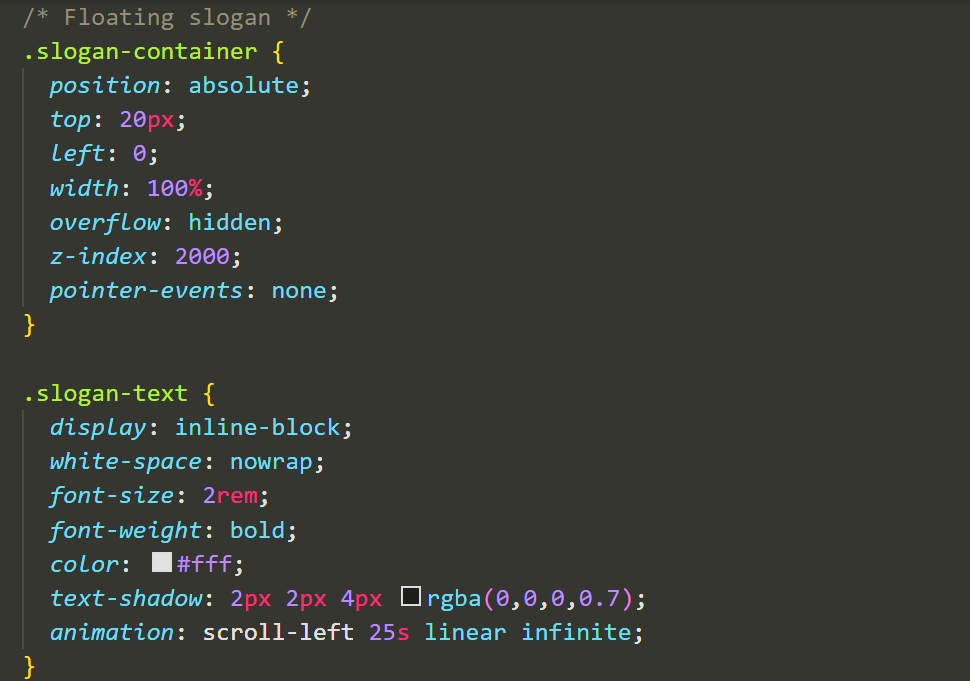 /* Floating slogan */
.slogan-container {
  position: absolute;
  top: 20px;
  left: 0;
  width: 100%;
  overflow: hidden;
  z-index: 2000;
  pointer-events: none;
}

.slogan-text {
  display: inline-block;
  white-space: nowrap;
  font-size: 2rem;
  font-weight: bold;
  color: #fff;
  text-shadow: 2px 2px 4px rgba(0,0,0,0.7);
  animation: scroll-left 25s linear infinite;
}